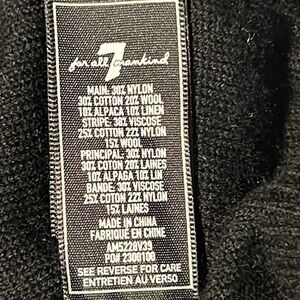 7
for all mankind
MAIN: 30% NYLON
30% COTTON 20% WOOL
10% ALPACA 10% LINEN
STRIPE: 38% VISCOSE
25% COTTON 22% NYLON
15% WOOL
PRINCIPAL: 30% NYLON
30% COTON 20% LAINES
10% ALPAGA 10% LIN
BANDE: 38% VISCOSE
25% COTON 22% NYLON
15% LAINES
MADE IN CHINA
FABRIQUÉ EN CHINE
AM5228V39
PO# 2300100
SEE REVERSE FOR CARE
ENTRETIEN AU VERSO